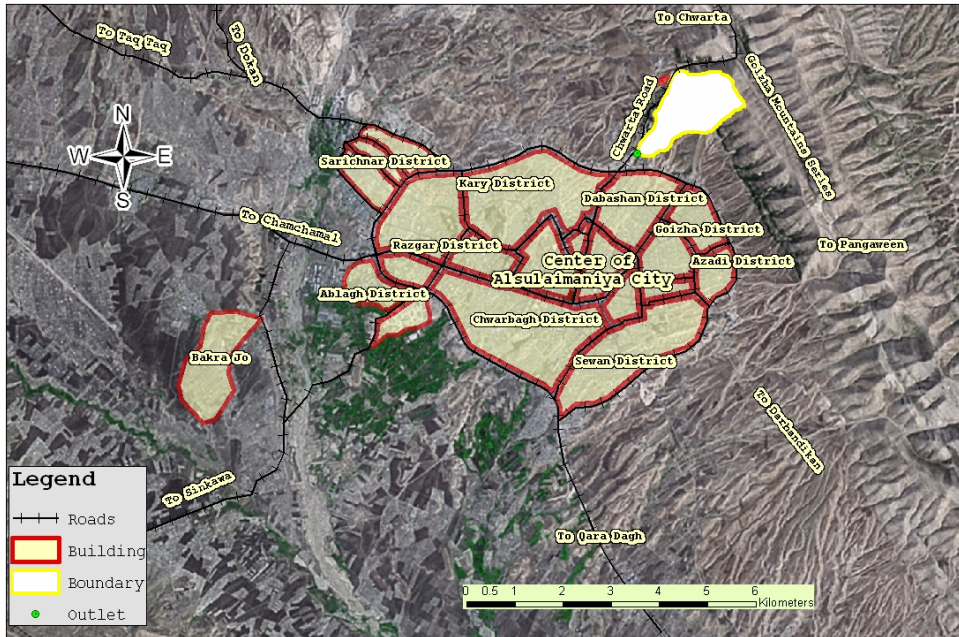 To Chwarta
To Taq Taq
To Dokan
Goizha Mountains Series
Chwarta Road
N
W E
S
Sarichnar District
Kary District
Dabashan District
To Chamchamal
Goizha District
Razgar District
To Pangaween
Center of
Alsulaimaniya City
Azadi District
Ablagh District
Chwarbagh District
Bakra Jo
Sewan District
To Darbandikan
To Sinkawa
To Qara Dagh
Legend
Roads
Building
Boundary
Outlet
0 0.5 1 2 3 4 5 6
Kilometers